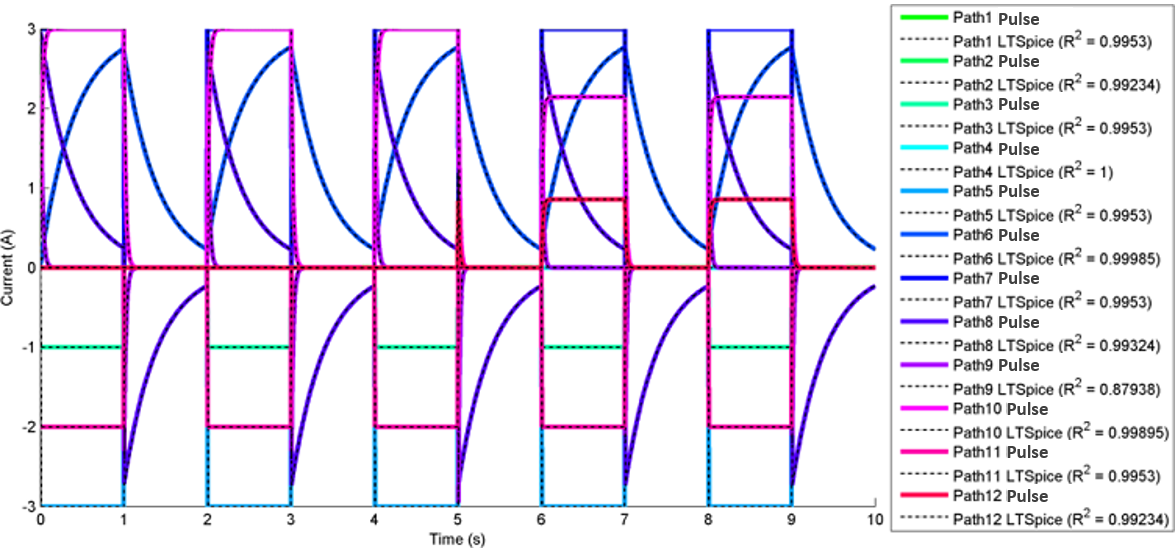 3
2
1
0
-1
-2
-3
Current (A)
0 1 2 3 4 5 6 7 8 9 10
Time (s)
Path1 Pulse
Path1 LTSpice (R² = 0.9953)
Path2 Pulse
Path2 LTSpice (R² = 0.99234)
Path3 Pulse
Path3 LTSpice (R² = 0.9953)
Path4 Pulse
Path4 LTSpice (R² = 1)
Path5 Pulse
Path5 LTSpice (R² = 0.9953)
Path6 Pulse
Path6 LTSpice (R² = 0.99985)
Path7 Pulse
Path7 LTSpice (R² = 0.9953)
Path8 Pulse
Path8 LTSpice (R² = 0.99324)
Path9 Pulse
Path9 LTSpice (R² = 0.87938)
Path10 Pulse
Path10 LTSpice (R² = 0.99895)
Path11 Pulse
Path11 LTSpice (R² = 0.9953)
Path12 Pulse
Path12 LTSpice (R² = 0.99234)